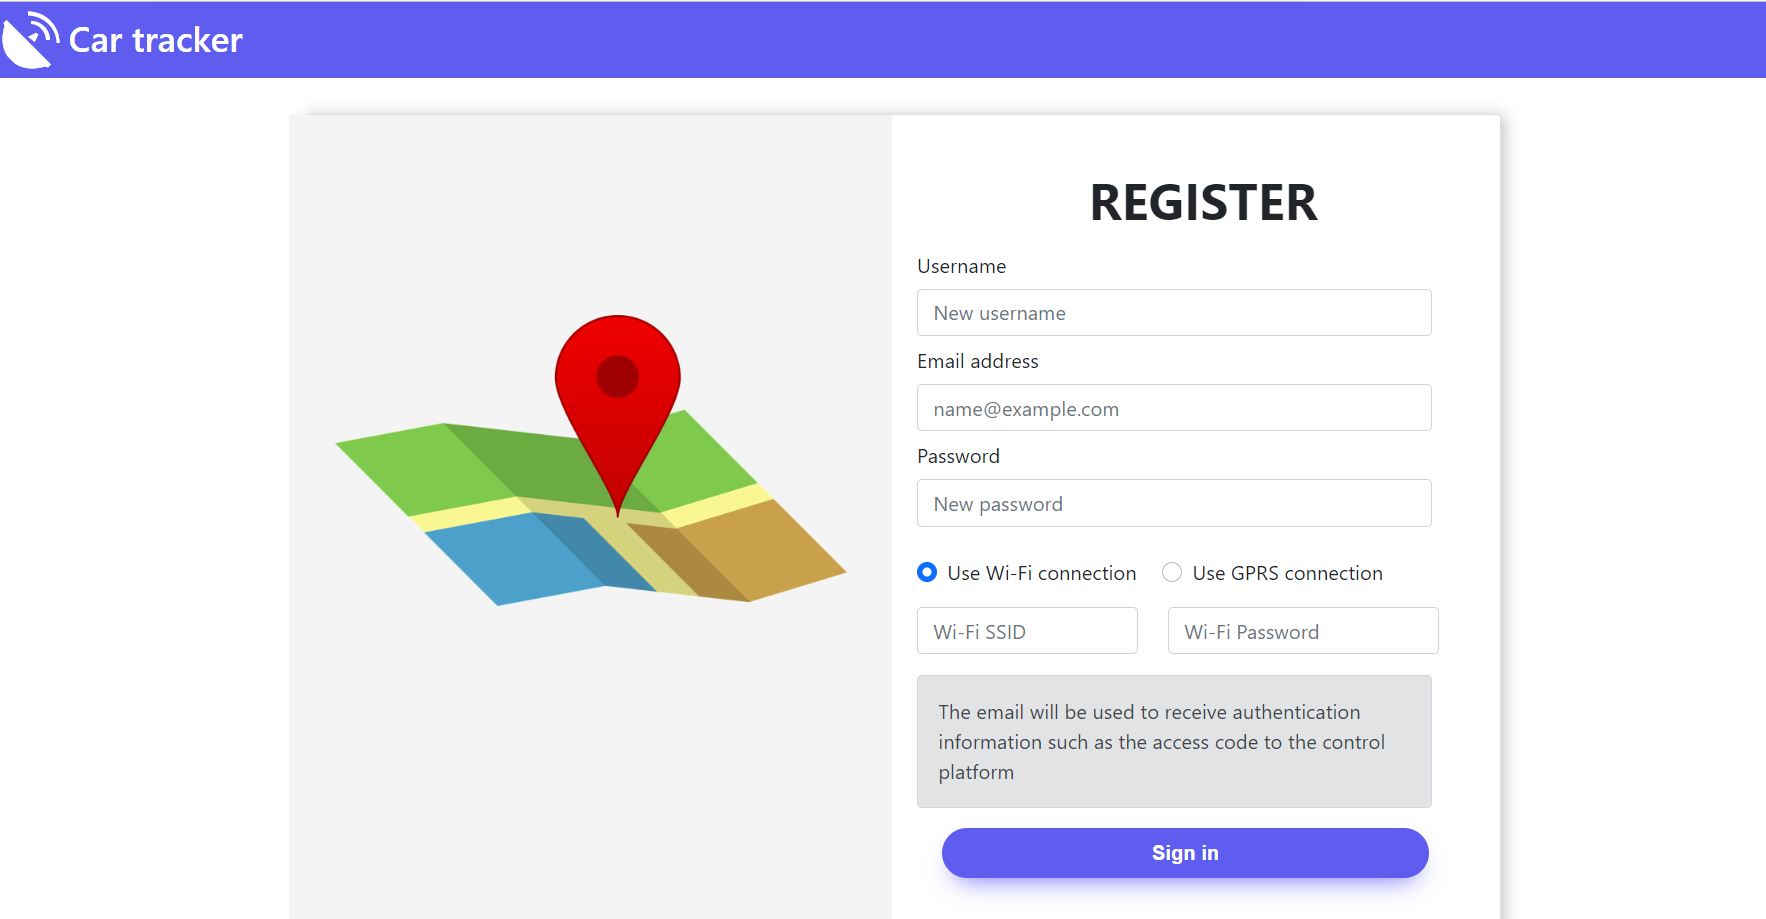 Car tracker
REGISTER
Username
New username
Email address
name@example.com
Password
New password
Use Wi-Fi connection Use GPRS connection
Wi-Fi SSID Wi-Fi Password
The email will be used to receive authentication
information such as the access code to the control
platform
Sign in